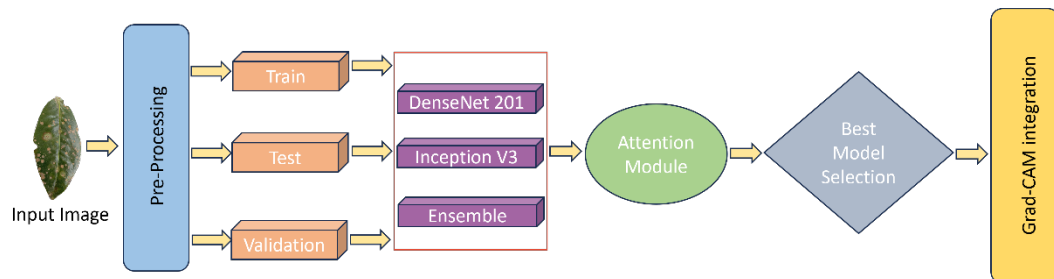 Input Image
Pre-Processing
Train
Test
Validation
DenseNet 201
Inception V3
Ensemble
Attention
Module
Best
Model
Selection
Grad-CAM integration